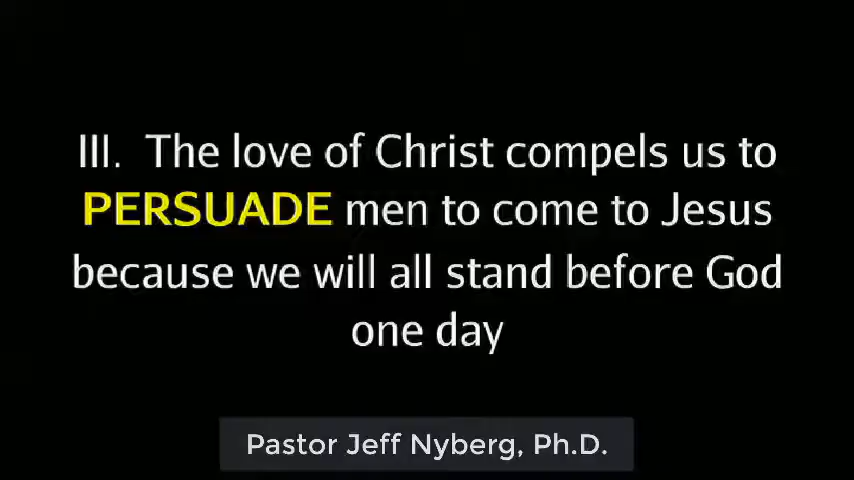 III. The love of Christ compels us to
PERSUADE men to come to Jesus
because we will all stand before God
one day
Pastor Jeff Nyberg, Ph.D.